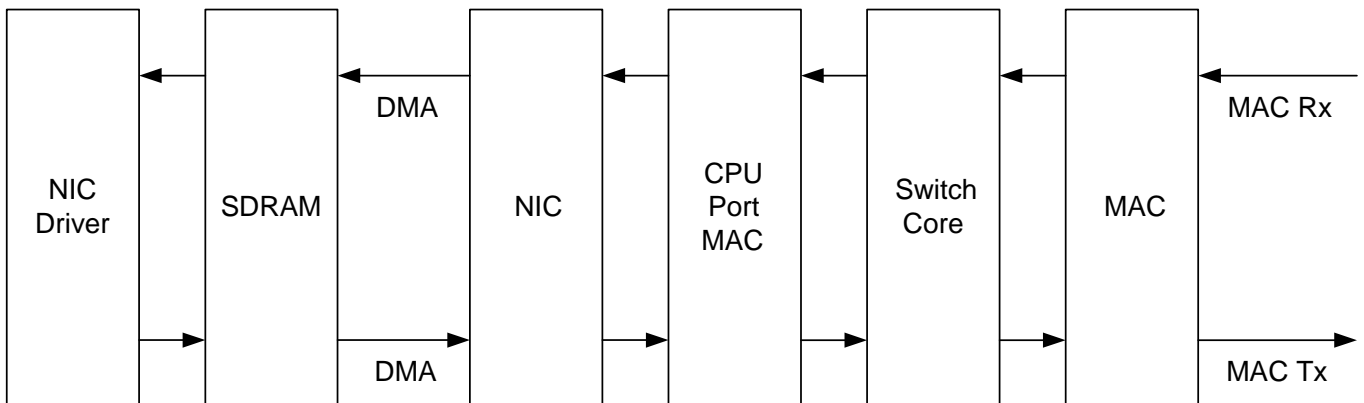 DMA
MAC Rx
NIC
Driver
SDRAM
NIC
CPU
Port
MAC
Switch
Core
MAC
DMA
MAC Tx